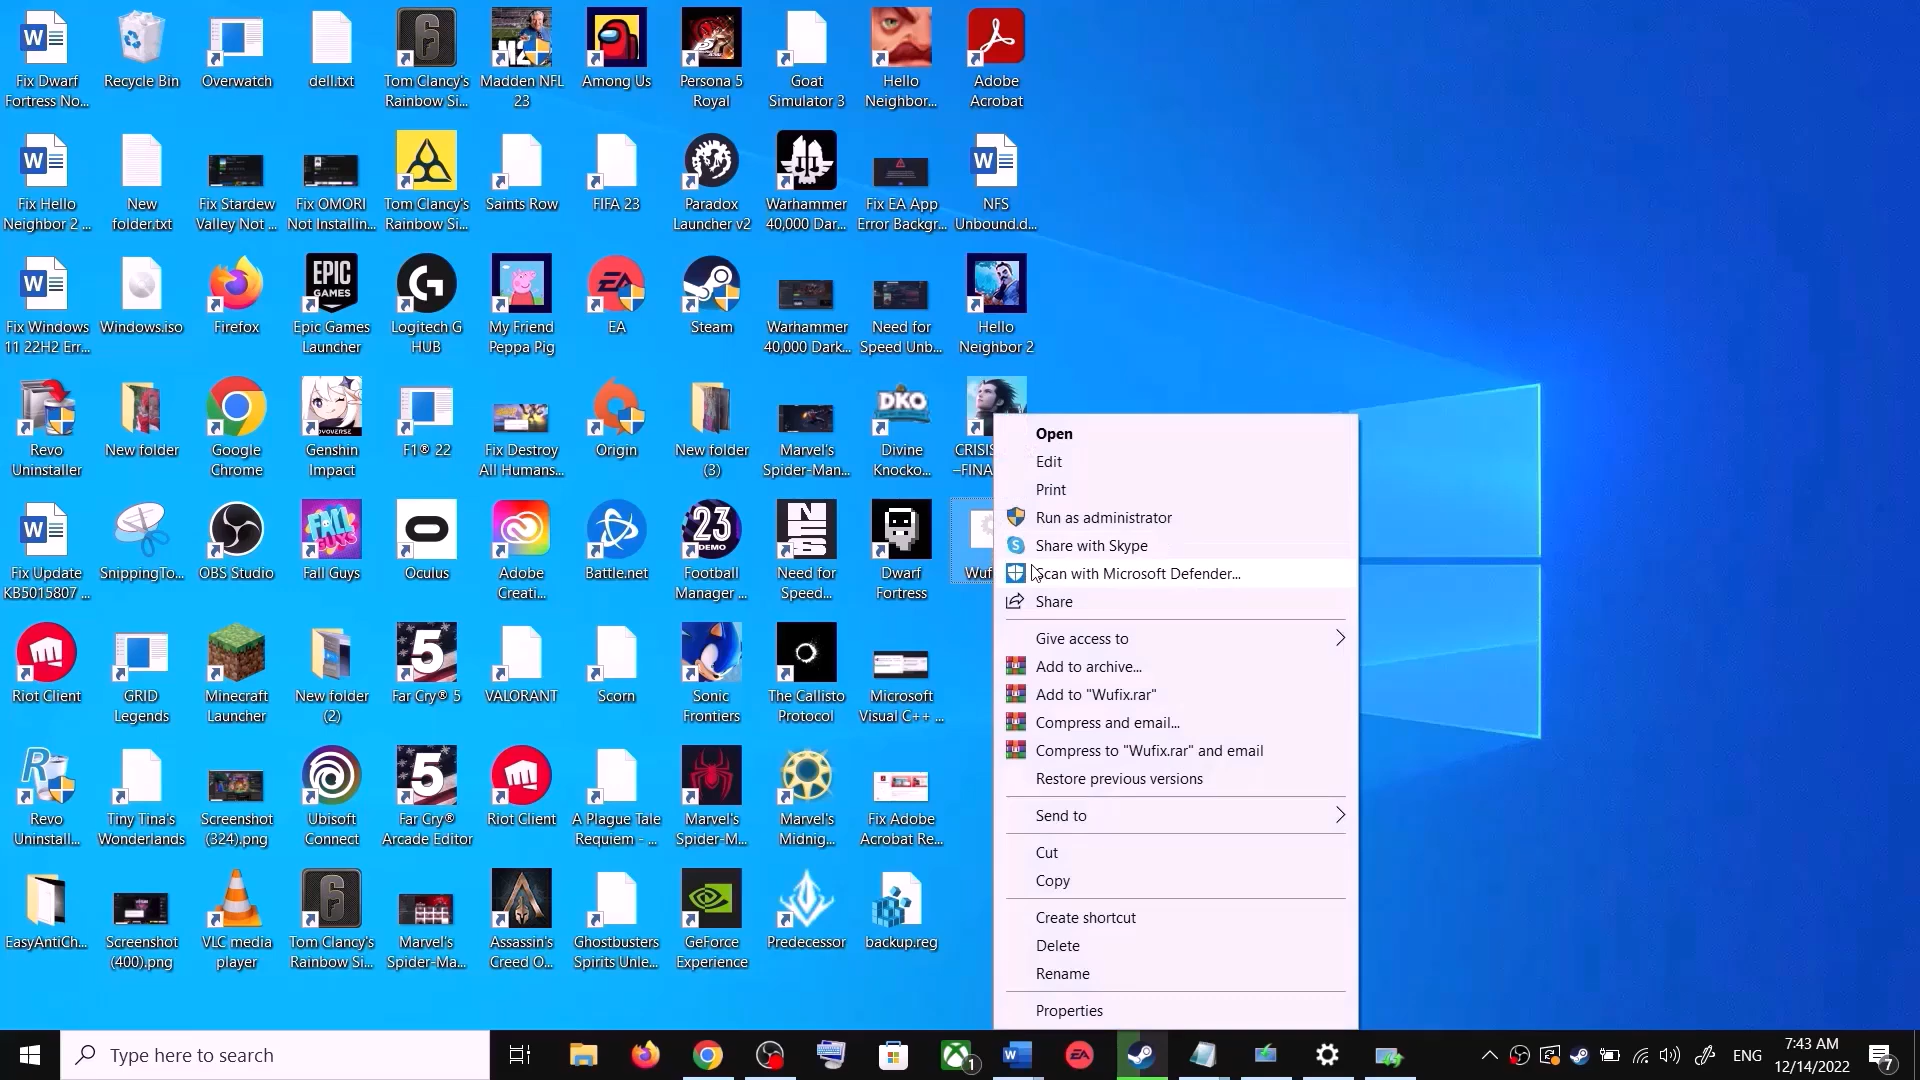 Fix Dwarf
Fortress No...
Recycle Bin
Overwatch
dell.txt
Tom Clancy's
Rainbow Si...
Madden NFL
23
Among Us
Persona 5
Royal
Goat
Simulator 3
Hello
Neighbor...
Adobe
Acrobat
Fix Hello
Neighbor 2 ...
New
folder.txt
Fix Stardew
Valley Not ...
Fix OMORI
Not Installin...
Tom Clancy's
Rainbow Si...
Saints Row
FIFA 23
Paradox
Launcher v2
Warhammer
40,000 Dar...
Fix EA App
Error Backgr...
NFS
Unbound.d...
EPIC
GAMES
Fix Windows
11 22H2 Err...
Windows.iso
Firefox
Epic Games
Launcher
Logitech G
HUB
My Friend
Peppa Pig
EA
Steam
Warhammer
40,000 Dark...
Need for
Speed Unb...
Hello
Neighbor 2
DKO
Revo
Uninstaller
New folder
Google
Chrome
Genshin
Impact
F1® 22
Fix Destroy
All Humans...
Origin
New folder
(3)
Marvel's
Spider-Man...
Divine
Knocko...
CRISIS
–FINA
FALL
GUYS
23
DEMO
Fix Update
KB5015807 ...
SnippingTo...
OBS Studio
Fall Guys
Oculus
Adobe
Creati...
Battle.net
Football
Manager ...
Need for
Speed...
Dwarf
Fortress
Wuf
5
Riot Client
GRID
Legends
Minecraft
Launcher
New folder
(2)
Far Cry® 5
VALORANT
Scorn
Sonic
Frontiers
The Callisto
Protocol
Microsoft
Visual C++ ...
5
Revo
Uninstall...
Tiny Tina's
Wonderlands
Screenshot
(324).png
Ubisoft
Connect
Far Cry®
Arcade Editor
Riot Client
A Plague Tale
Requiem - ...
Marvel's
Spider-M...
Marvel's
Midnig...
Fix Adobe
Acrobat Re...
EasyAntiCh...
Screenshot
(400).png
VLC media
player
Tom Clancy's
Rainbow Si...
Marvel's
Spider-Ma...
Assassin's
Creed O...
Ghostbusters
Spirits Unle...
GeForce
Experience
Predecessor
backup.reg
Open
Edit
Print
Run as administrator
Share with Skype
Scan with Microsoft Defender...
Share
Give access to
Add to archive...
Add to "Wufix.rar"
Compress and email...
Compress to "Wufix.rar" and email
Restore previous versions
Send to
Cut
Copy
Create shortcut
Delete
Rename
Properties
Type here to search
1
ENG
7:43 AM
12/14/2022
7